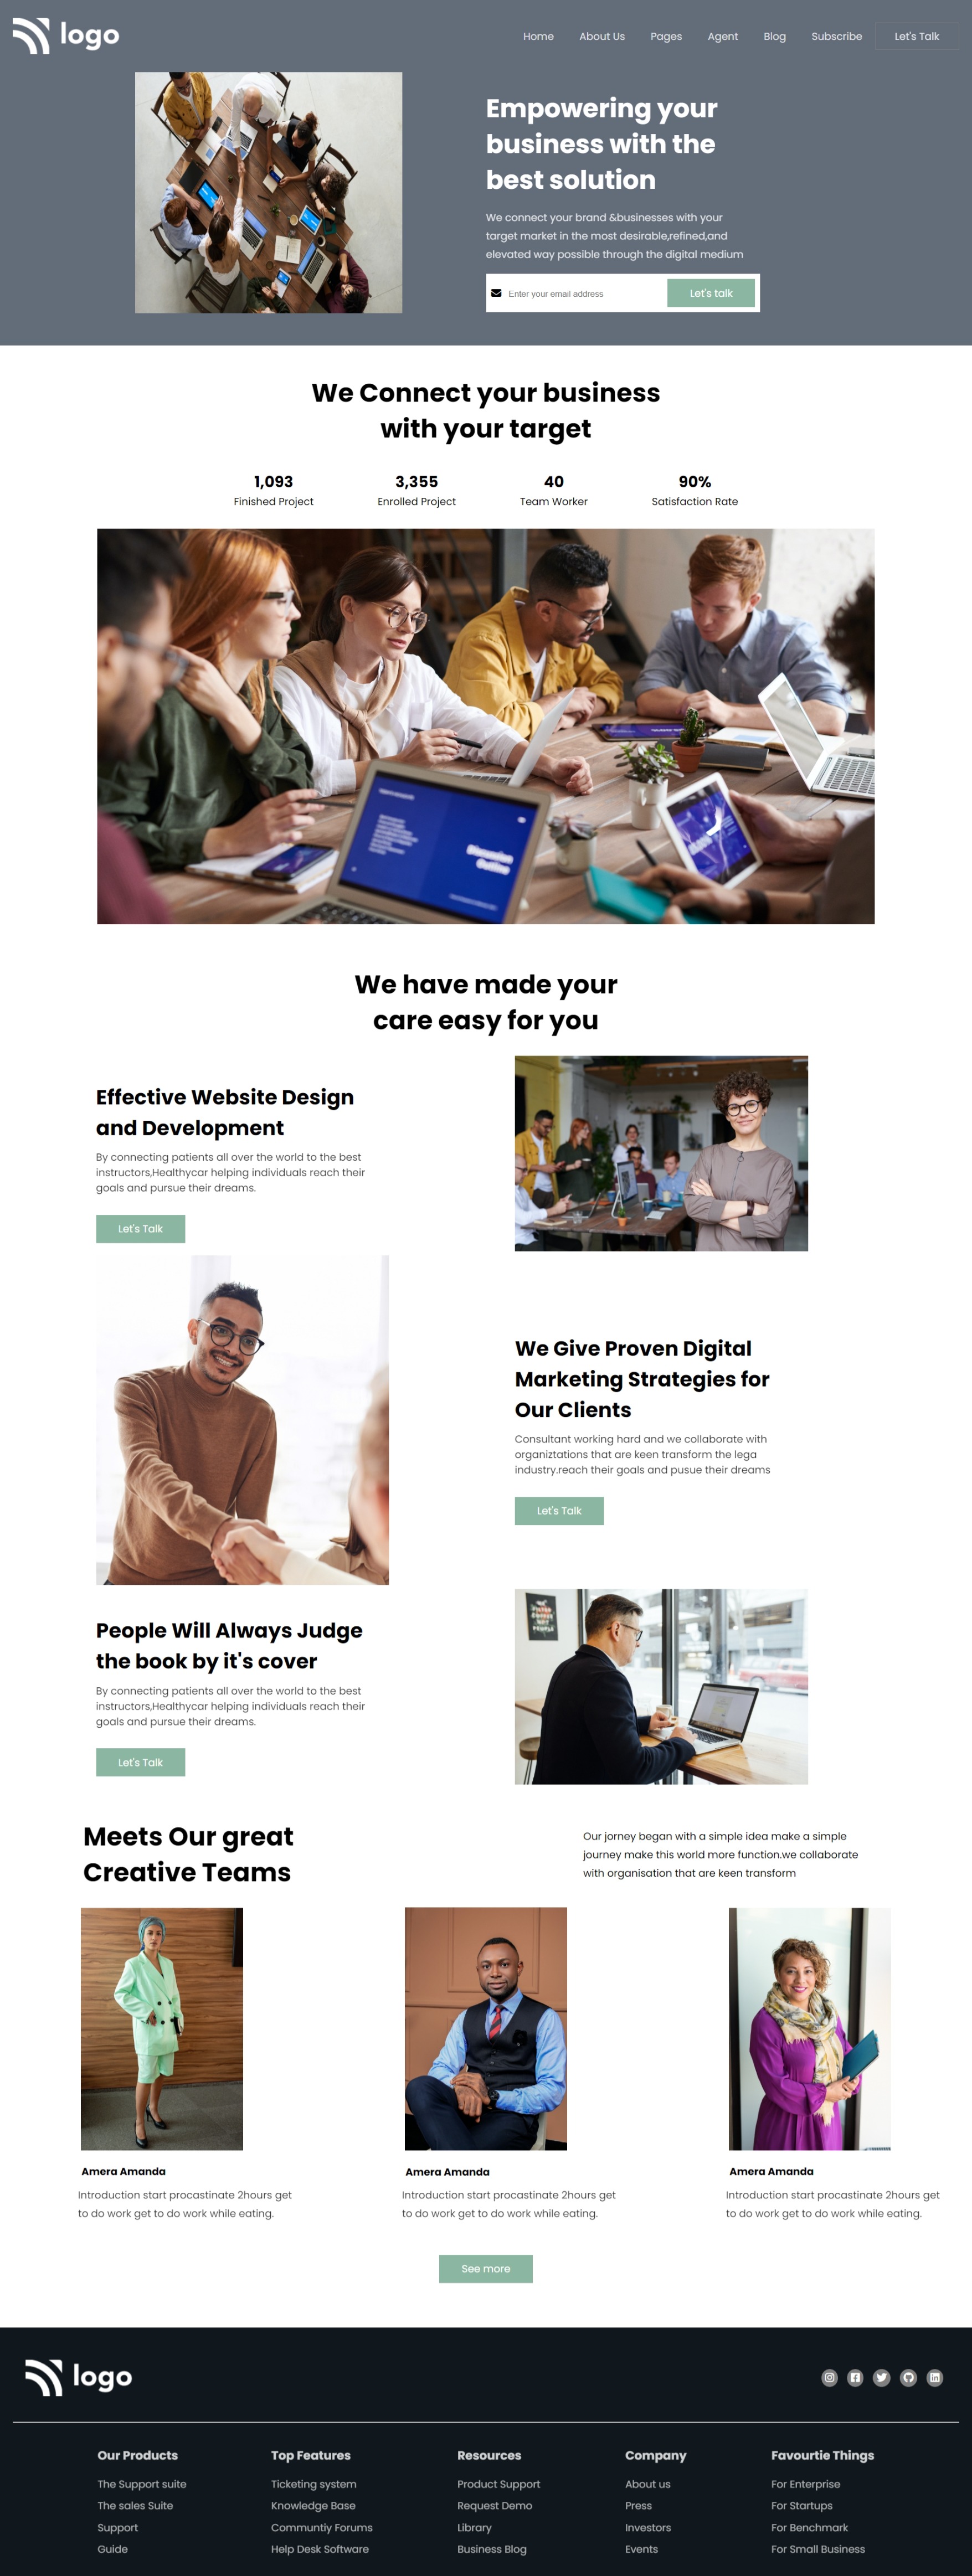 logo
Home About Us Pages Agent Blog Subscribe Let's Talk
Empowering your
business with the
best solution
We connect your brand &businesses with your
target market in the most desirable,refined,and
elevated way possible through the digital medium
Enter your email address Let's talk
We Connect your business
with your target
1,093 3,355 40 90%
Finished Project Enrolled Project Team Worker Satisfaction Rate
We have made your
care easy for you
Effective Website Design
and Development
By connecting patients all over the world to the best
instructors,Healthycar helping individuals reach their
goals and pursue their dreams.
Let's Talk
We Give Proven Digital
Marketing Strategies for
Our Clients
Consultant working hard and we collaborate with
organiztations that are keen transform the lega
industry.reach their goals and pusue their dreams
Let's Talk
People Will Always Judge
the book by it's cover
By connecting patients all over the world to the best
instructors,Healthycar helping individuals reach their
goals and pursue their dreams.
Let's Talk
Meets Our great
Creative Teams
Our jorney began with a simple idea make a simple
journey make this world more function.we collaborate
with organisation that are keen transform
Amera Amanda
Introduction start procastinate 2hours get
to do work get to do work while eating.
Amera Amanda
Introduction start procastinate 2hours get
to do work get to do work while eating.
Amera Amanda
Introduction start procastinate 2hours get
to do work get to do work while eating.
See more
logo
Our Products Top Features Resources Company Favourtie Things
The Support suite Ticketing system Product Support About us For Enterprise
The sales Suite Knowledge Base Request Demo Press For Startups
Support Communtiy Forums Library Investors For Benchmark
Guide Help Desk Software Business Blog Events For Small Business